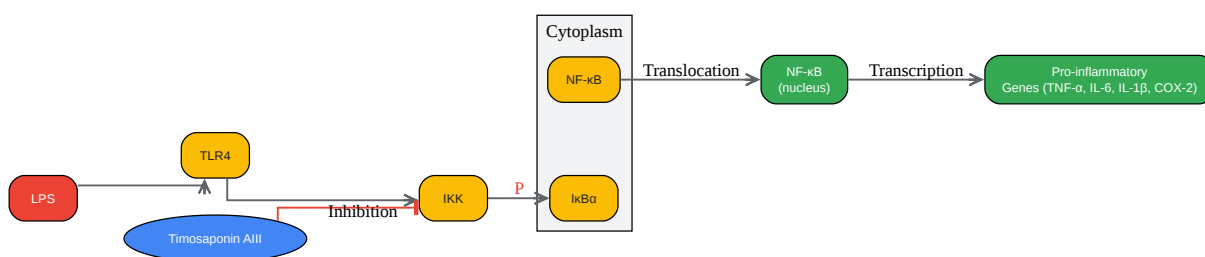 Cytoplasm
NF-κB
Translocation
NF-κB
(nucleus)
Transcription
Pro-inflammatory
Genes (TNF-α, IL-6, IL-1β, COX-2)
TLR4
LPS
IKK
P
IκBα
Inhibition
Timosaponin AIII